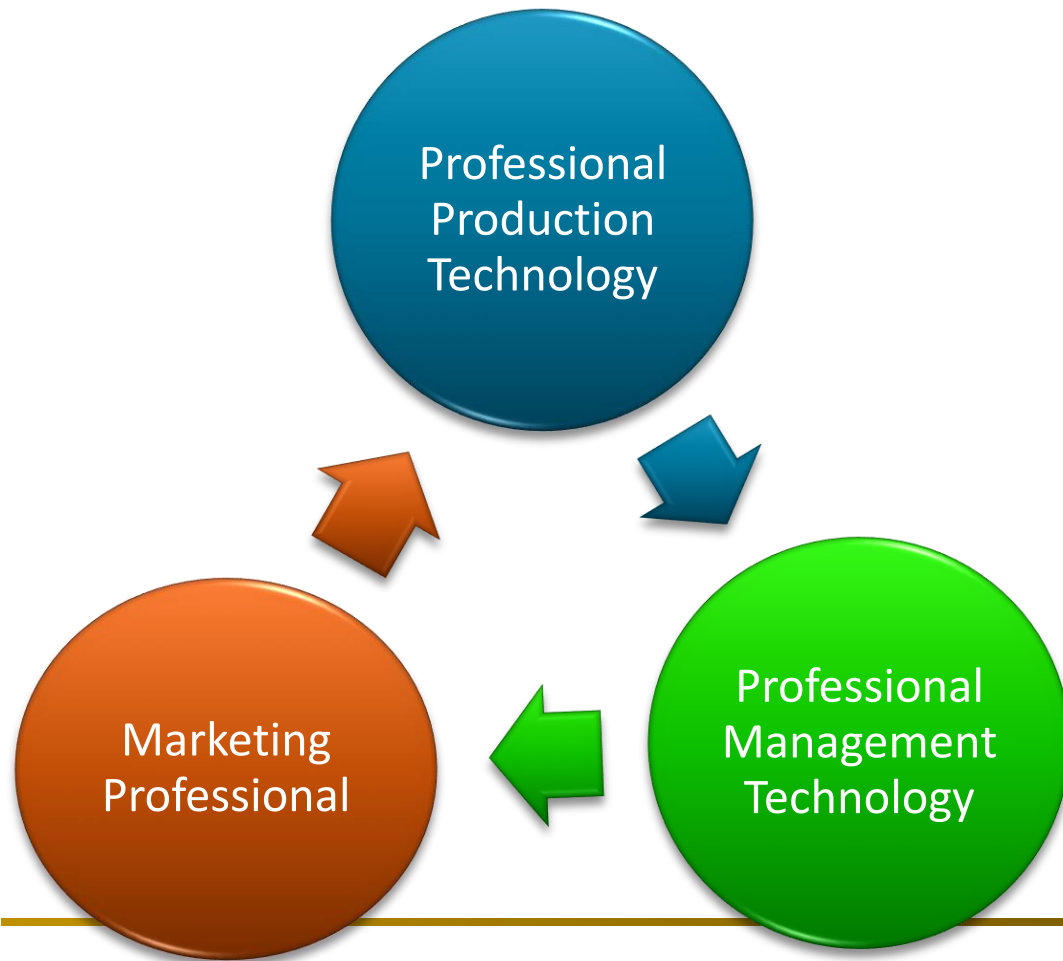 Professional
Production
Technology
Professional
Management
Technology
Marketing
Professional